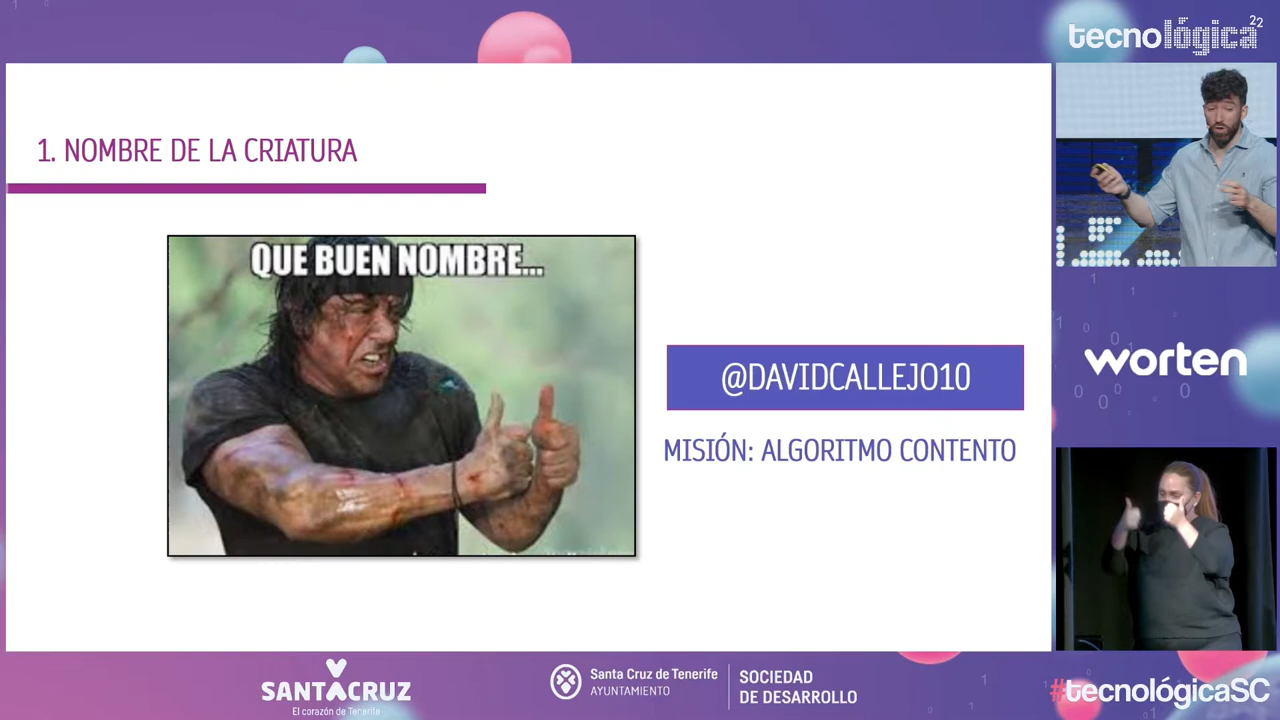 tecnológica22
1. NOMBRE DE LA CRIATURA
QUE BUEN NOMBRE...
@DAVIDCALLEJO10
MISIÓN: ALGORITMO CONTENTO
worten
SANTACRUZ
El corazón de Tenerife
Santa Cruz de Tenerife
AYUNTAMIENTO
SOCIEDAD
DE DESARROLLO
#tecnológicaSC